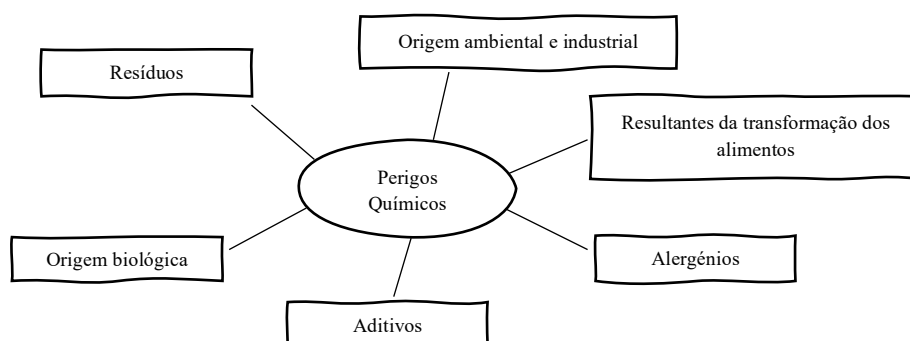 Origem ambiental e industrial
Resíduos
Resultantes da transformação dos
alimentos
Perigos
Químicos
Origem biológica
Alergénios
Aditivos